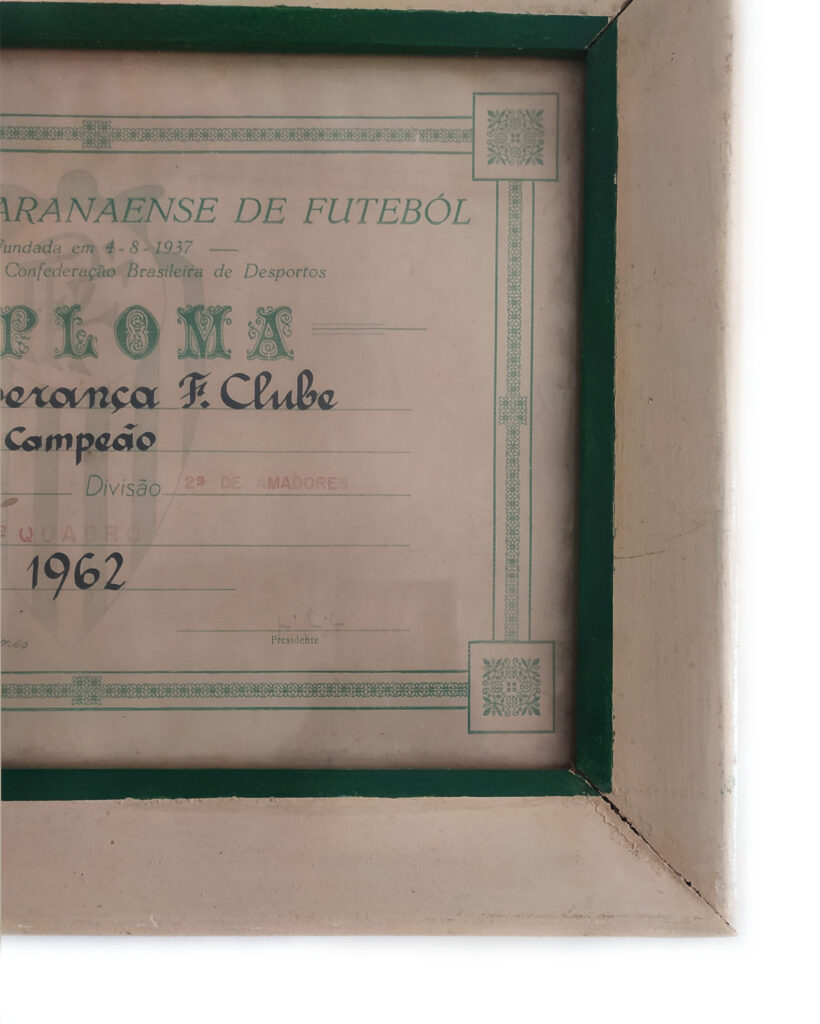 ARANAENSE DE FUTEBÓL
Fundada em 4-8-1937
Confederação Brasileira de Desportos
PLOMA
perança F. Clube
Campeão
Divisão 2ª DE AMADORES
QUADRO
1962
Presidente